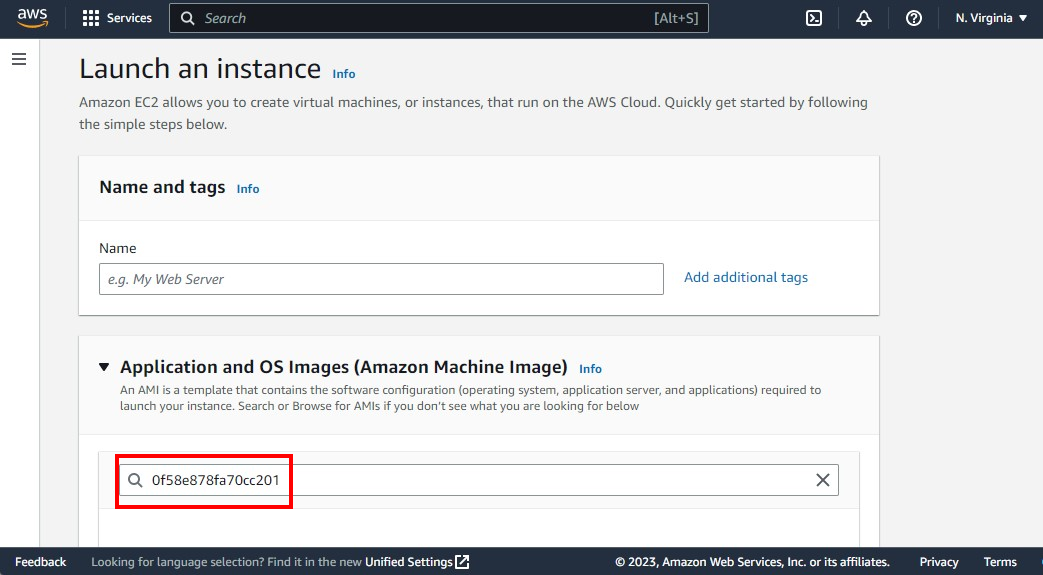 aws
Services
Search
[Alt+S]
N. Virginia
Launch an instance Info
Amazon EC2 allows you to create virtual machines, or instances, that run on the AWS Cloud. Quickly get started by following
the simple steps below.
Name and tags Info
Name
e.g. My Web Server
Add additional tags
Application and OS Images (Amazon Machine Image) Info
An AMI is a template that contains the software configuration (operating system, application server, and applications) required to
launch your instance. Search or Browse for AMIs if you don't see what you are looking for below
0f58e878fa70cc201
Feedback
Looking for language selection? Find it in the new Unified Settings
© 2023, Amazon Web Services, Inc. or its affiliates.
Privacy
Terms